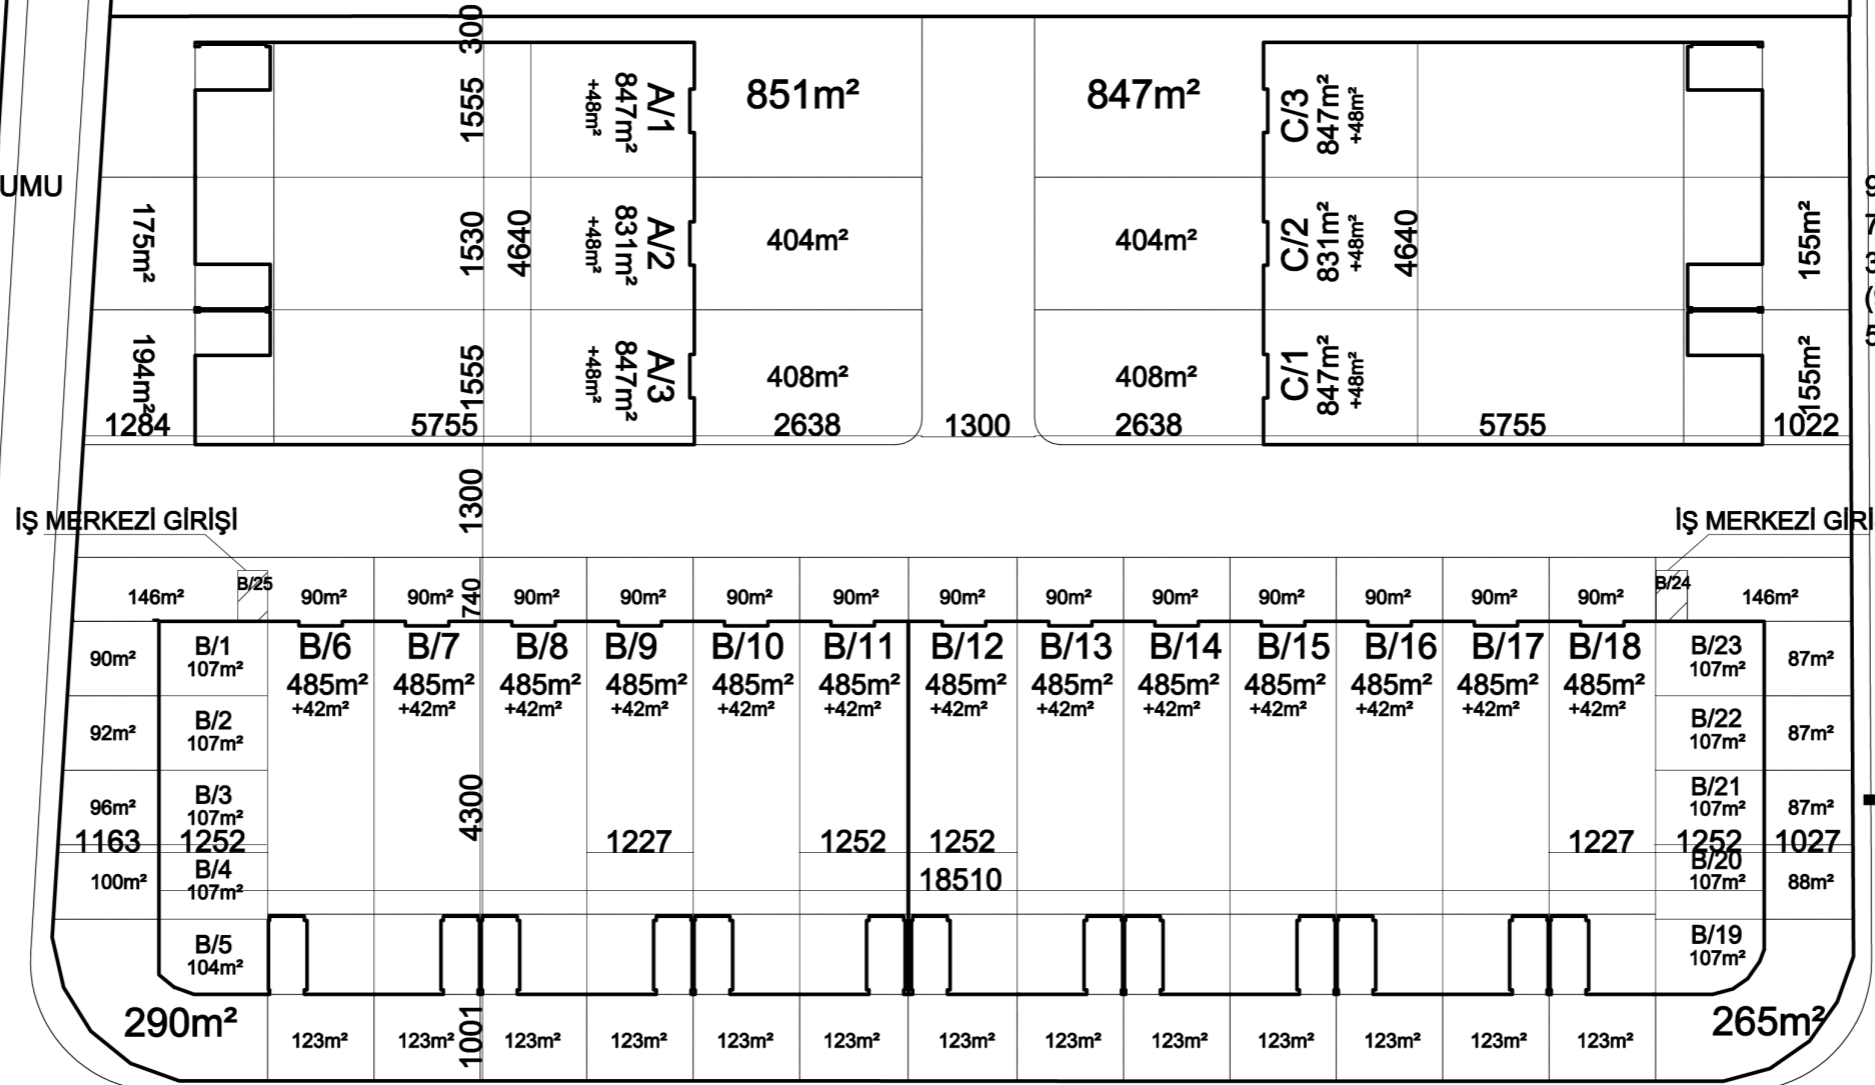 300
1555
A/1
847m²
+48m²
851m²
847m²
C/3
847m²
+48m²
UMU
175m²
1530
4640
A/2
831m²
+48m²
404m²
404m²
C/2
831m²
+48m²
4640
155m²
194m²
1555
A/3
847m²
+48m²
408m²
408m²
C/1
847m²
+48m²
155m²
1284
5755
2638
1300
2638
5755
1022
1300
İŞ MERKEZİ GİRİŞİ
İŞ MERKEZİ GİRİ
146m²
B/25
90m²
90m²
740
90m²
90m²
90m²
90m²
90m²
90m²
90m²
90m²
90m²
90m²
90m²
B/24
146m²
90m²
B/1
107m²
B/6
485m²
+42m²
B/7
485m²
+42m²
B/8
485m²
+42m²
B/9
485m²
+42m²
B/10
485m²
+42m²
B/11
485m²
+42m²
B/12
485m²
+42m²
B/13
485m²
+42m²
B/14
485m²
+42m²
B/15
485m²
+42m²
B/16
485m²
+42m²
B/17
485m²
+42m²
B/18
485m²
+42m²
B/23
107m²
87m²
92m²
B/2
107m²
B/22
107m²
87m²
96m²
B/3
107m²
4300
B/21
107m²
87m²
1163
1252
1227
1252
1252
1227
1252
1027
100m²
B/4
107m²
18510
B/20
107m²
88m²
B/5
104m²
B/19
107m²
290m²
265m²
123m²
123m²
1001
123m²
123m²
123m²
123m²
123m²
123m²
123m²
123m²
123m²
123m²
123m²